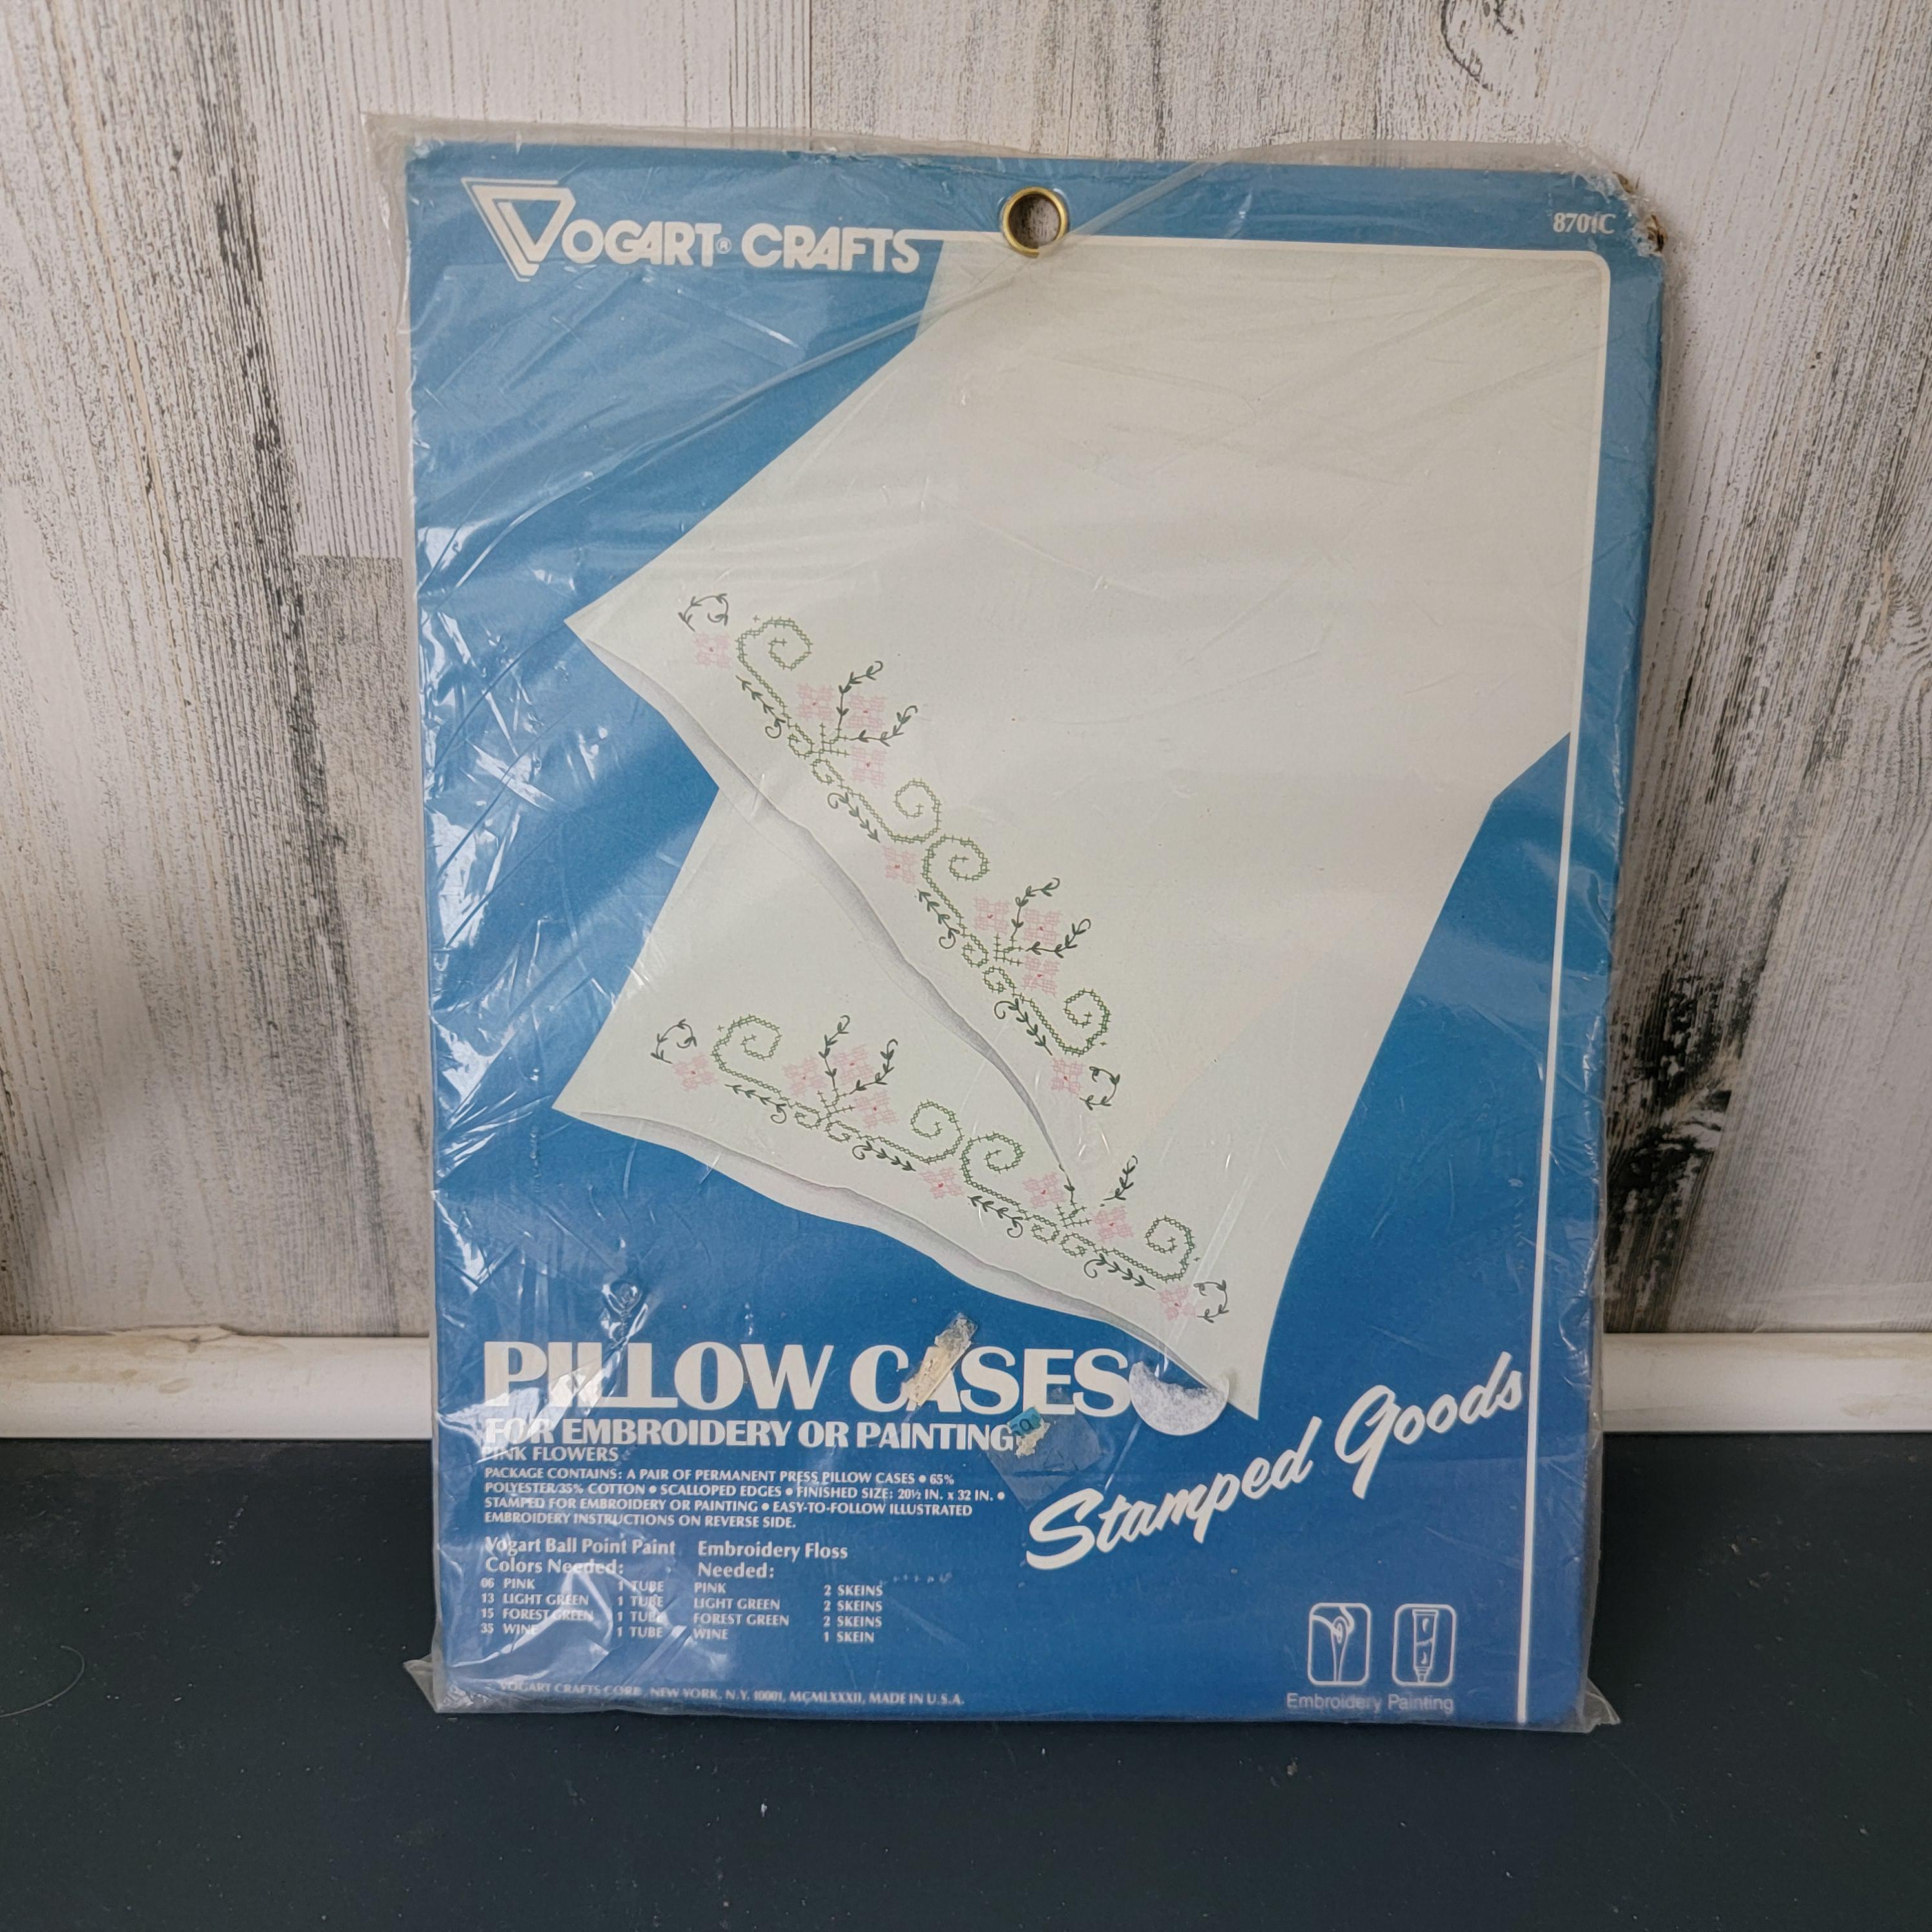 VOGART® CRAFTS
8701C
PILLOW CASES
FOR EMBROIDERY OR PAINTING
PINK FLOWERS
PACKAGE CONTAINS: A PAIR OF PERMANENT PRESS PILLOW CASES • 65%
POLYESTER/35% COTTON • SCALLOPED EDGES • FINISHED SIZE: 20½ IN. x 32 IN. •
STAMPED FOR EMBROIDERY OR PAINTING • EASY-TO-FOLLOW ILLUSTRATED
EMBROIDERY INSTRUCTIONS ON REVERSE SIDE.
Stamped Goods
Vogart Ball Point Paint
Colors Needed:
06 PINK 1 TUBE
13 LIGHT GREEN 1 TUBE
15 FOREST GREEN 1 TUBE
35 WINE 1 TUBE
Embroidery Floss
Needed:
PINK 2 SKEINS
LIGHT GREEN 2 SKEINS
FOREST GREEN 2 SKEINS
WINE 1 SKEIN
VOGART CRAFTS CORP., NEW YORK, N.Y. 10001, MCMLXXXII, MADE IN U.S.A.
Embroidery Painting